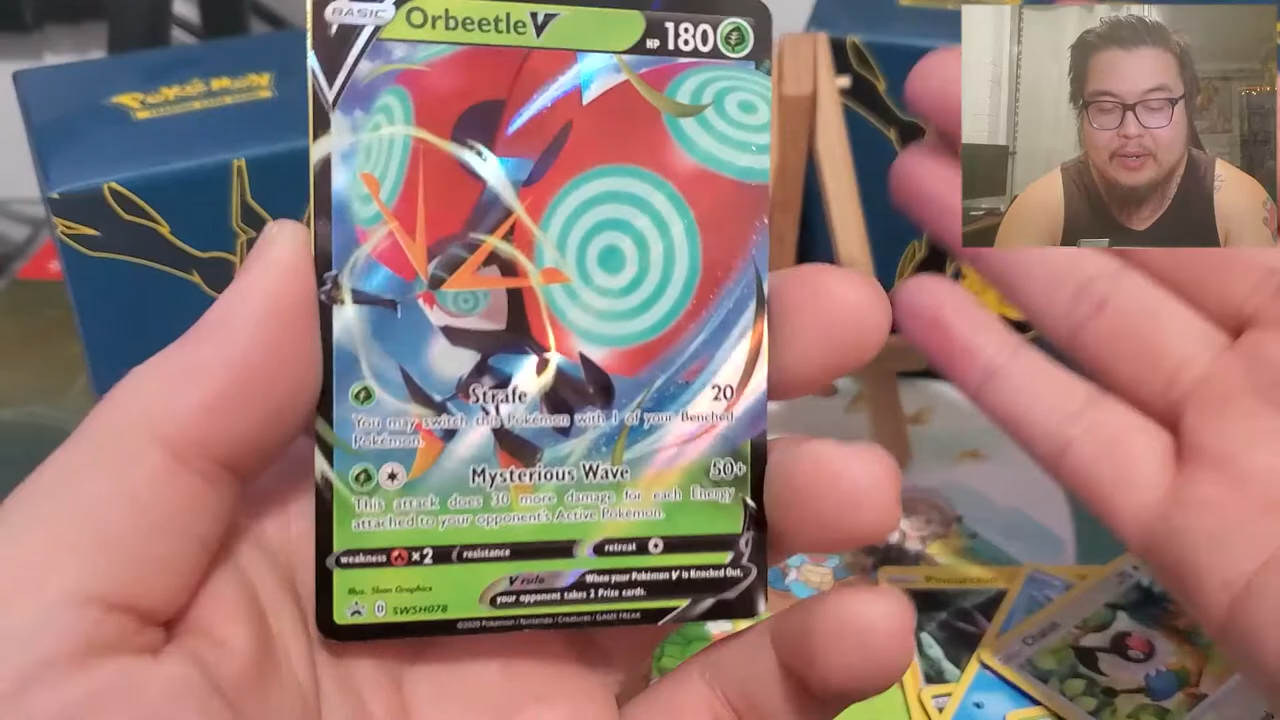 BASIC
Orbeetle V
HP 180
POKéMON
Strafe 20
You may switch this Pokémon with 1 of your Benched
Pokémon.
Mysterious Wave 50+
This attack does 30 more damage for each Energy
attached to your opponent's Active Pokémon.
weakness ×2 resistance retreat
V rule When your Pokémon V is Knocked Out,
your opponent takes 2 Prize cards.
Illus. Shon Graphics
D SWSH078
©2020 Pokémon / Nintendo / Creatures / GAME FREAK
Chatot